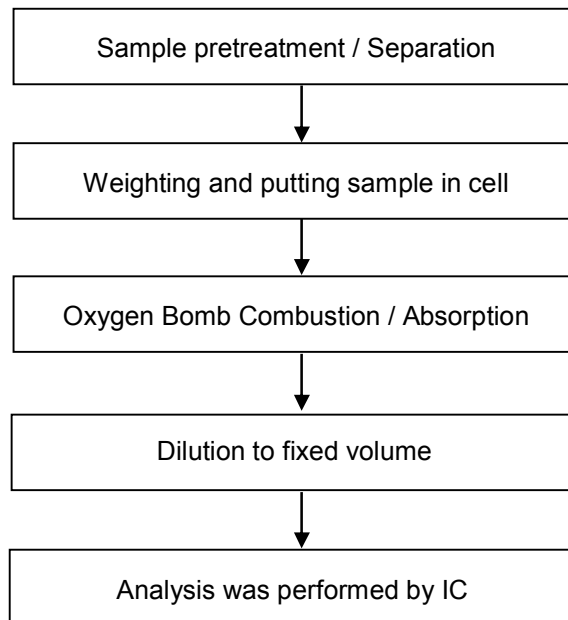 Sample pretreatment / Separation
Weighting and putting sample in cell
Oxygen Bomb Combustion / Absorption
Dilution to fixed volume
Analysis was performed by IC